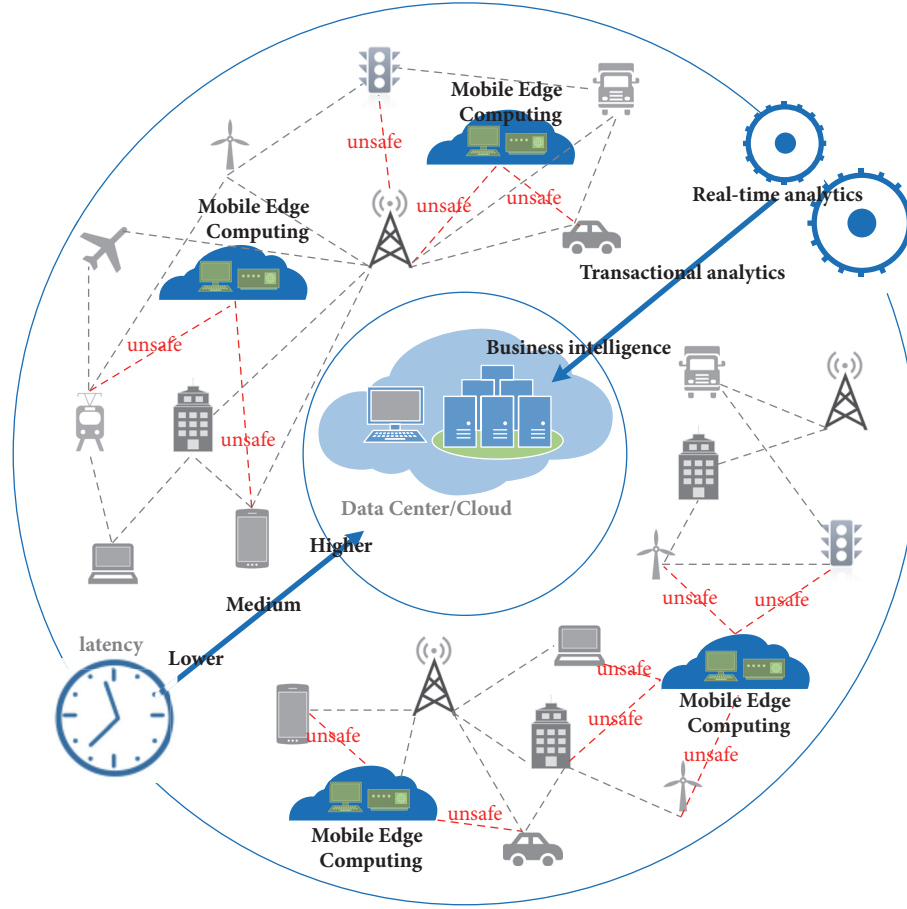 Mobile Edge
Computing
unsafe
unsafe
unsafe
Real-time analytics
Mobile Edge
Computing
Transactional analytics
unsafe
Business intelligence
unsafe
Data Center/Cloud
Higher
Medium
unsafe
unsafe
latency
Lower
unsafe
Mobile Edge
Computing
unsafe
unsafe
unsafe
unsafe
Mobile Edge
Computing